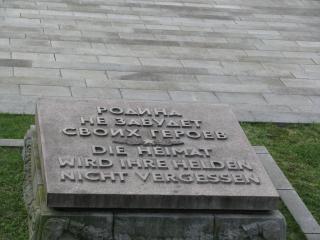 РОДИНА
НЕ ЗАБУДЕТ
СВОИХ ГЕРОЕВ
DIE HEIMAT
WIRD IHRE HELDEN
NICHT VERGESSEN